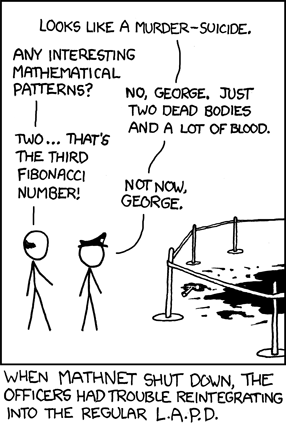 LOOKS LIKE A MURDER-SUICIDE.
ANY INTERESTING
MATHEMATICAL
PATTERNS?
NO, GEORGE. JUST
TWO DEAD BODIES
AND A LOT OF BLOOD.
TWO... THAT'S
THE THIRD
FIBONACCI
NUMBER!
NOT NOW,
GEORGE.
WHEN MATHNET SHUT DOWN, THE
OFFICERS HAD TROUBLE REINTEGRATING
INTO THE REGULAR L.A.P.D.